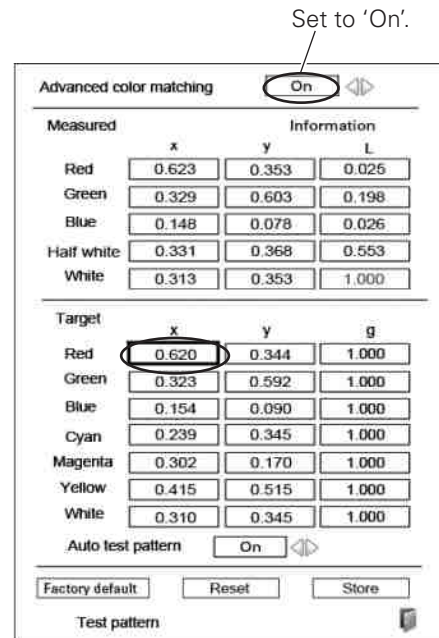 Set to ‘On’.
Advanced color matching On
Measured Information
x y L
Red 0.623 0.353 0.025
Green 0.329 0.603 0.198
Blue 0.148 0.078 0.026
Half white 0.331 0.368 0.553
White 0.313 0.353 1.000
Target
x y g
Red 0.620 0.344 1.000
Green 0.323 0.592 1.000
Blue 0.154 0.090 1.000
Cyan 0.239 0.345 1.000
Magenta 0.302 0.170 1.000
Yellow 0.415 0.515 1.000
White 0.310 0.345 1.000
Auto test pattern On
Factory default Reset Store
Test pattern